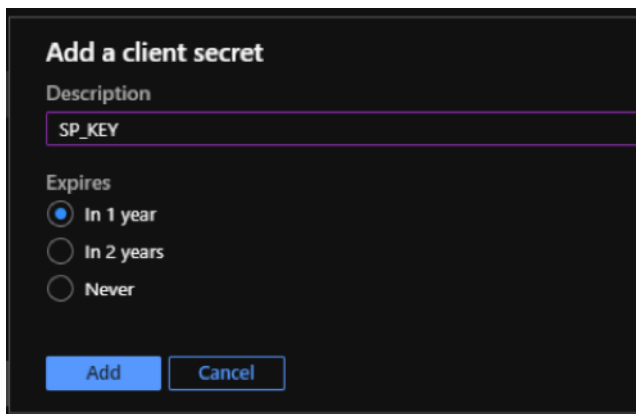 Add a client secret
Description
SP_KEY
Expires
In 1 year
In 2 years
Never
Add Cancel